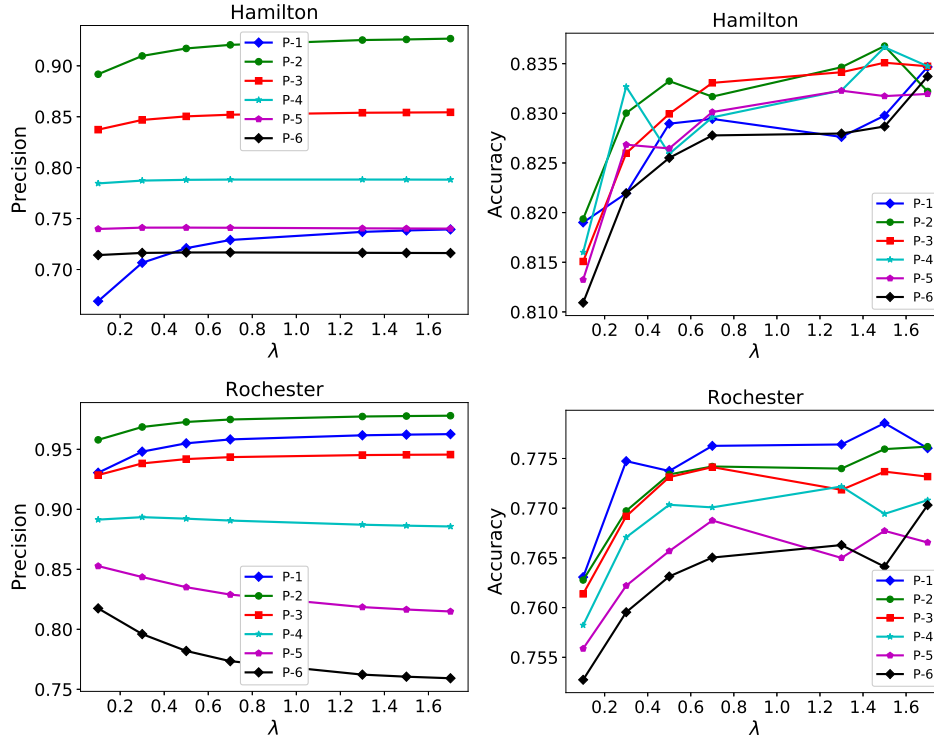 Hamilton
Precision
0.90
0.85
0.80
0.75
0.70
P-1
P-2
P-3
P-4
P-5
P-6
0.2 0.4 0.6 0.8 1.0 1.2 1.4 1.6
λ
Hamilton
Accuracy
0.835
0.830
0.825
0.820
0.815
0.810
P-1
P-2
P-3
P-4
P-5
P-6
0.2 0.4 0.6 0.8 1.0 1.2 1.4 1.6
λ
Rochester
Precision
0.95
0.90
0.85
0.80
0.75
P-1
P-2
P-3
P-4
P-5
P-6
0.2 0.4 0.6 0.8 1.0 1.2 1.4 1.6
λ
Rochester
Accuracy
0.775
0.770
0.765
0.760
0.755
P-1
P-2
P-3
P-4
P-5
P-6
0.2 0.4 0.6 0.8 1.0 1.2 1.4 1.6
λ